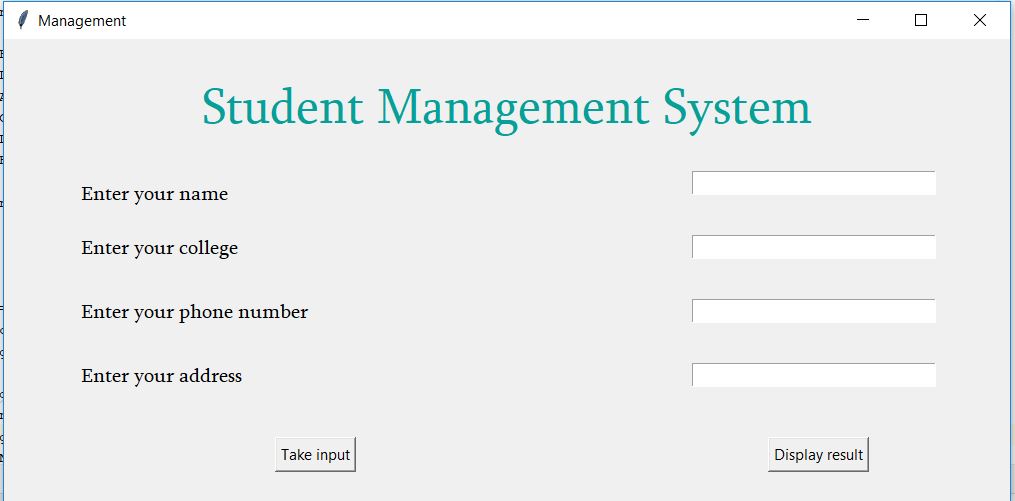 Management
Student Management System
Enter your name
Enter your college
Enter your phone number
Enter your address
Take input
Display result